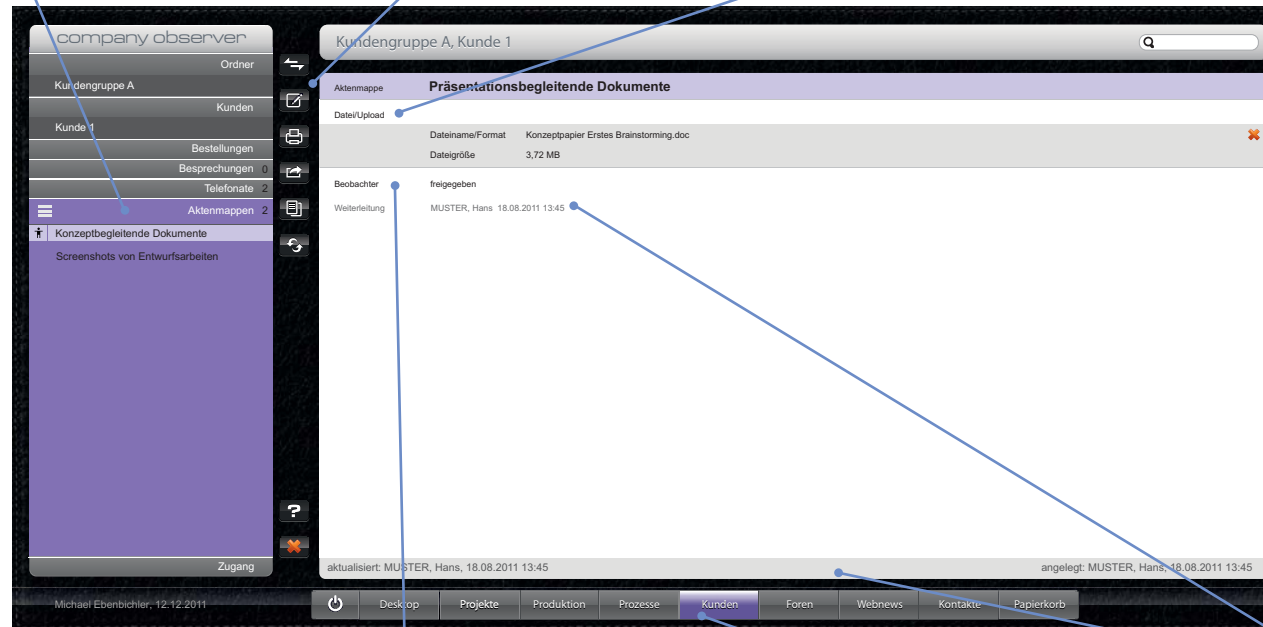 company observer
Ordner
Kundengruppe A
Kunden
Kunde 1
Bestellungen
Besprechungen 0
Telefonate 2
Aktenmappen 2
Konzeptbegleitende Dokumente
Screenshots von Entwurfsarbeiten
Zugang
Michael Ebenbichler, 12.12.2011
Kundengruppe A, Kunde 1
Aktenmappe Präsentationsbegleitende Dokumente
Datei/Upload
Dateiname/Format Konzeptpapier Erstes Brainstorming.doc
Dateigröße 3,72 MB
Beobachter freigegeben
Weiterleitung MUSTER, Hans 18.08.2011 13:45
aktualisiert: MUSTER, Hans, 18.08.2011 13:45 angelegt: MUSTER, Hans, 18.08.2011 13:45
Desktop Projekte Produktion Prozesse Kunden Foren Webnews Kontakte Papierkorb